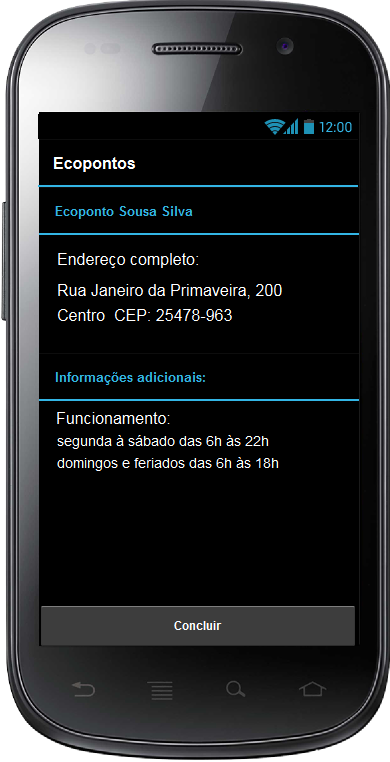 12:00
Ecopontos
Ecoponto Sousa Silva
Endereço completo:
Rua Janeiro da Primaveira, 200
Centro  CEP: 25478-963
Informações adicionais:
Funcionamento:
segunda à sábado das 6h às 22h
domingos e feriados das 6h às 18h
Concluir